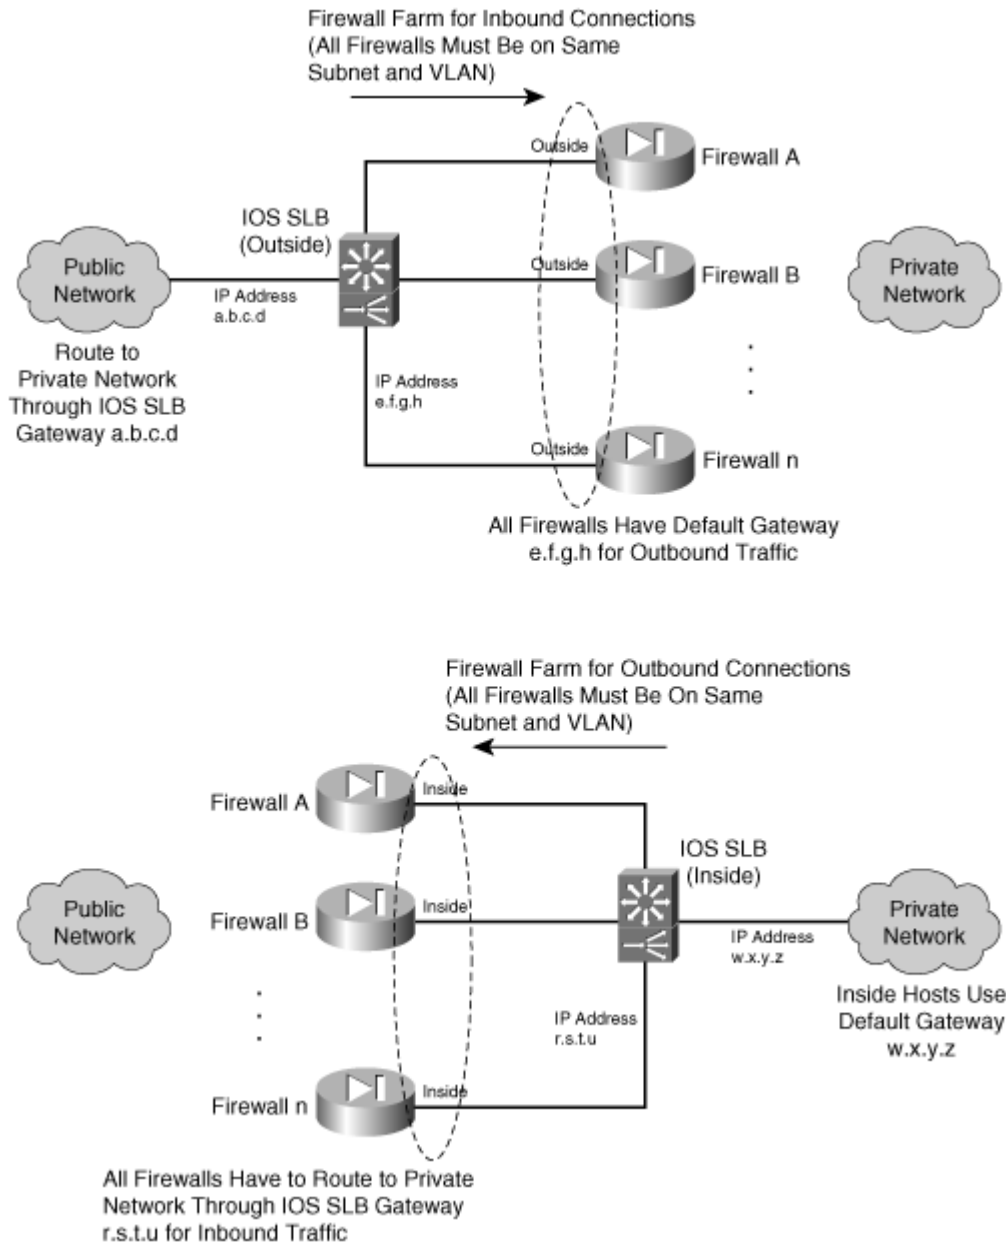 Firewall Farm for Inbound Connections
(All Firewalls Must Be on Same
Subnet and VLAN)
Outside
Firewall A
IOS SLB
(Outside)
Public
Network
IP Address
a.b.c.d
Outside
Firewall B
Private
Network
Route to
Private Network
Through IOS SLB
Gateway a.b.c.d
IP Address
e.f.g.h
Outside
Firewall n
All Firewalls Have Default Gateway
e.f.g.h for Outbound Traffic
Firewall Farm for Outbound Connections
(All Firewalls Must Be On Same
Subnet and VLAN)
Firewall A
Inside
IOS SLB
(Inside)
Public
Network
Firewall B
Inside
IP Address
w.x.y.z
Private
Network
Inside Hosts Use
Default Gateway
w.x.y.z
IP Address
r.s.t.u
Firewall n
Inside
All Firewalls Have to Route to Private
Network Through IOS SLB Gateway
r.s.t.u for Inbound Traffic